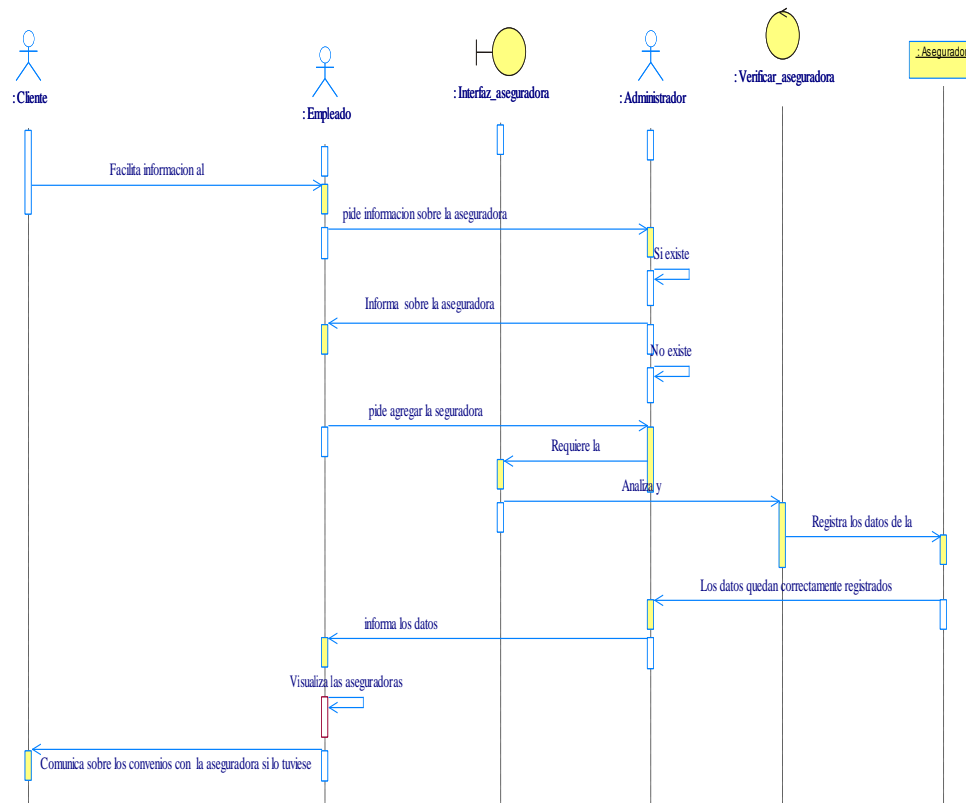 : Cliente
: Empleado
: Interfaz_aseguradora
: Administrador
: Verificar_aseguradora
: Asegurador
Facilita informacion al
pide informacion sobre la aseguradora
Si existe
Informa sobre la aseguradora
No existe
pide agregar la seguradora
Requiere la
Analiza y
Registra los datos de la
Los datos quedan correctamente registrados
informa los datos
Visualiza las aseguradoras
Comunica sobre los convenios con la aseguradora si lo tuviese